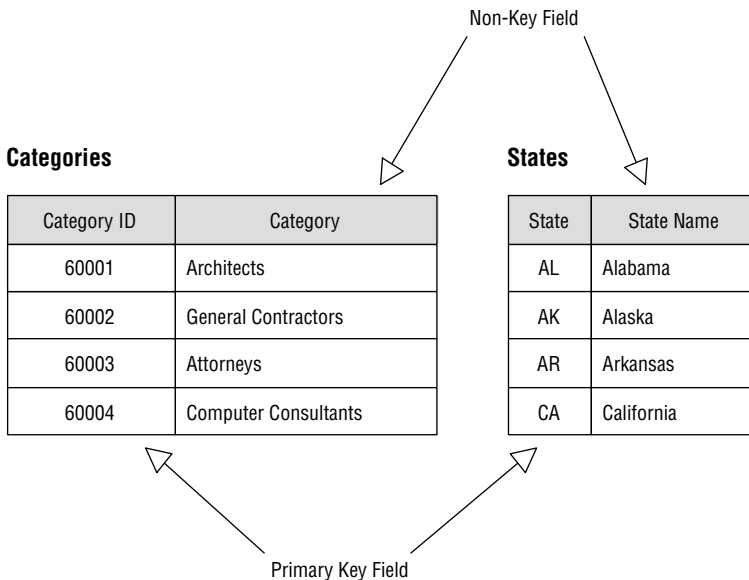 Non-Key Field
Categories
Category ID Category
60001 Architects
60002 General Contractors
60003 Attorneys
60004 Computer Consultants
States
State State Name
AL Alabama
AK Alaska
AR Arkansas
CA California
Primary Key Field